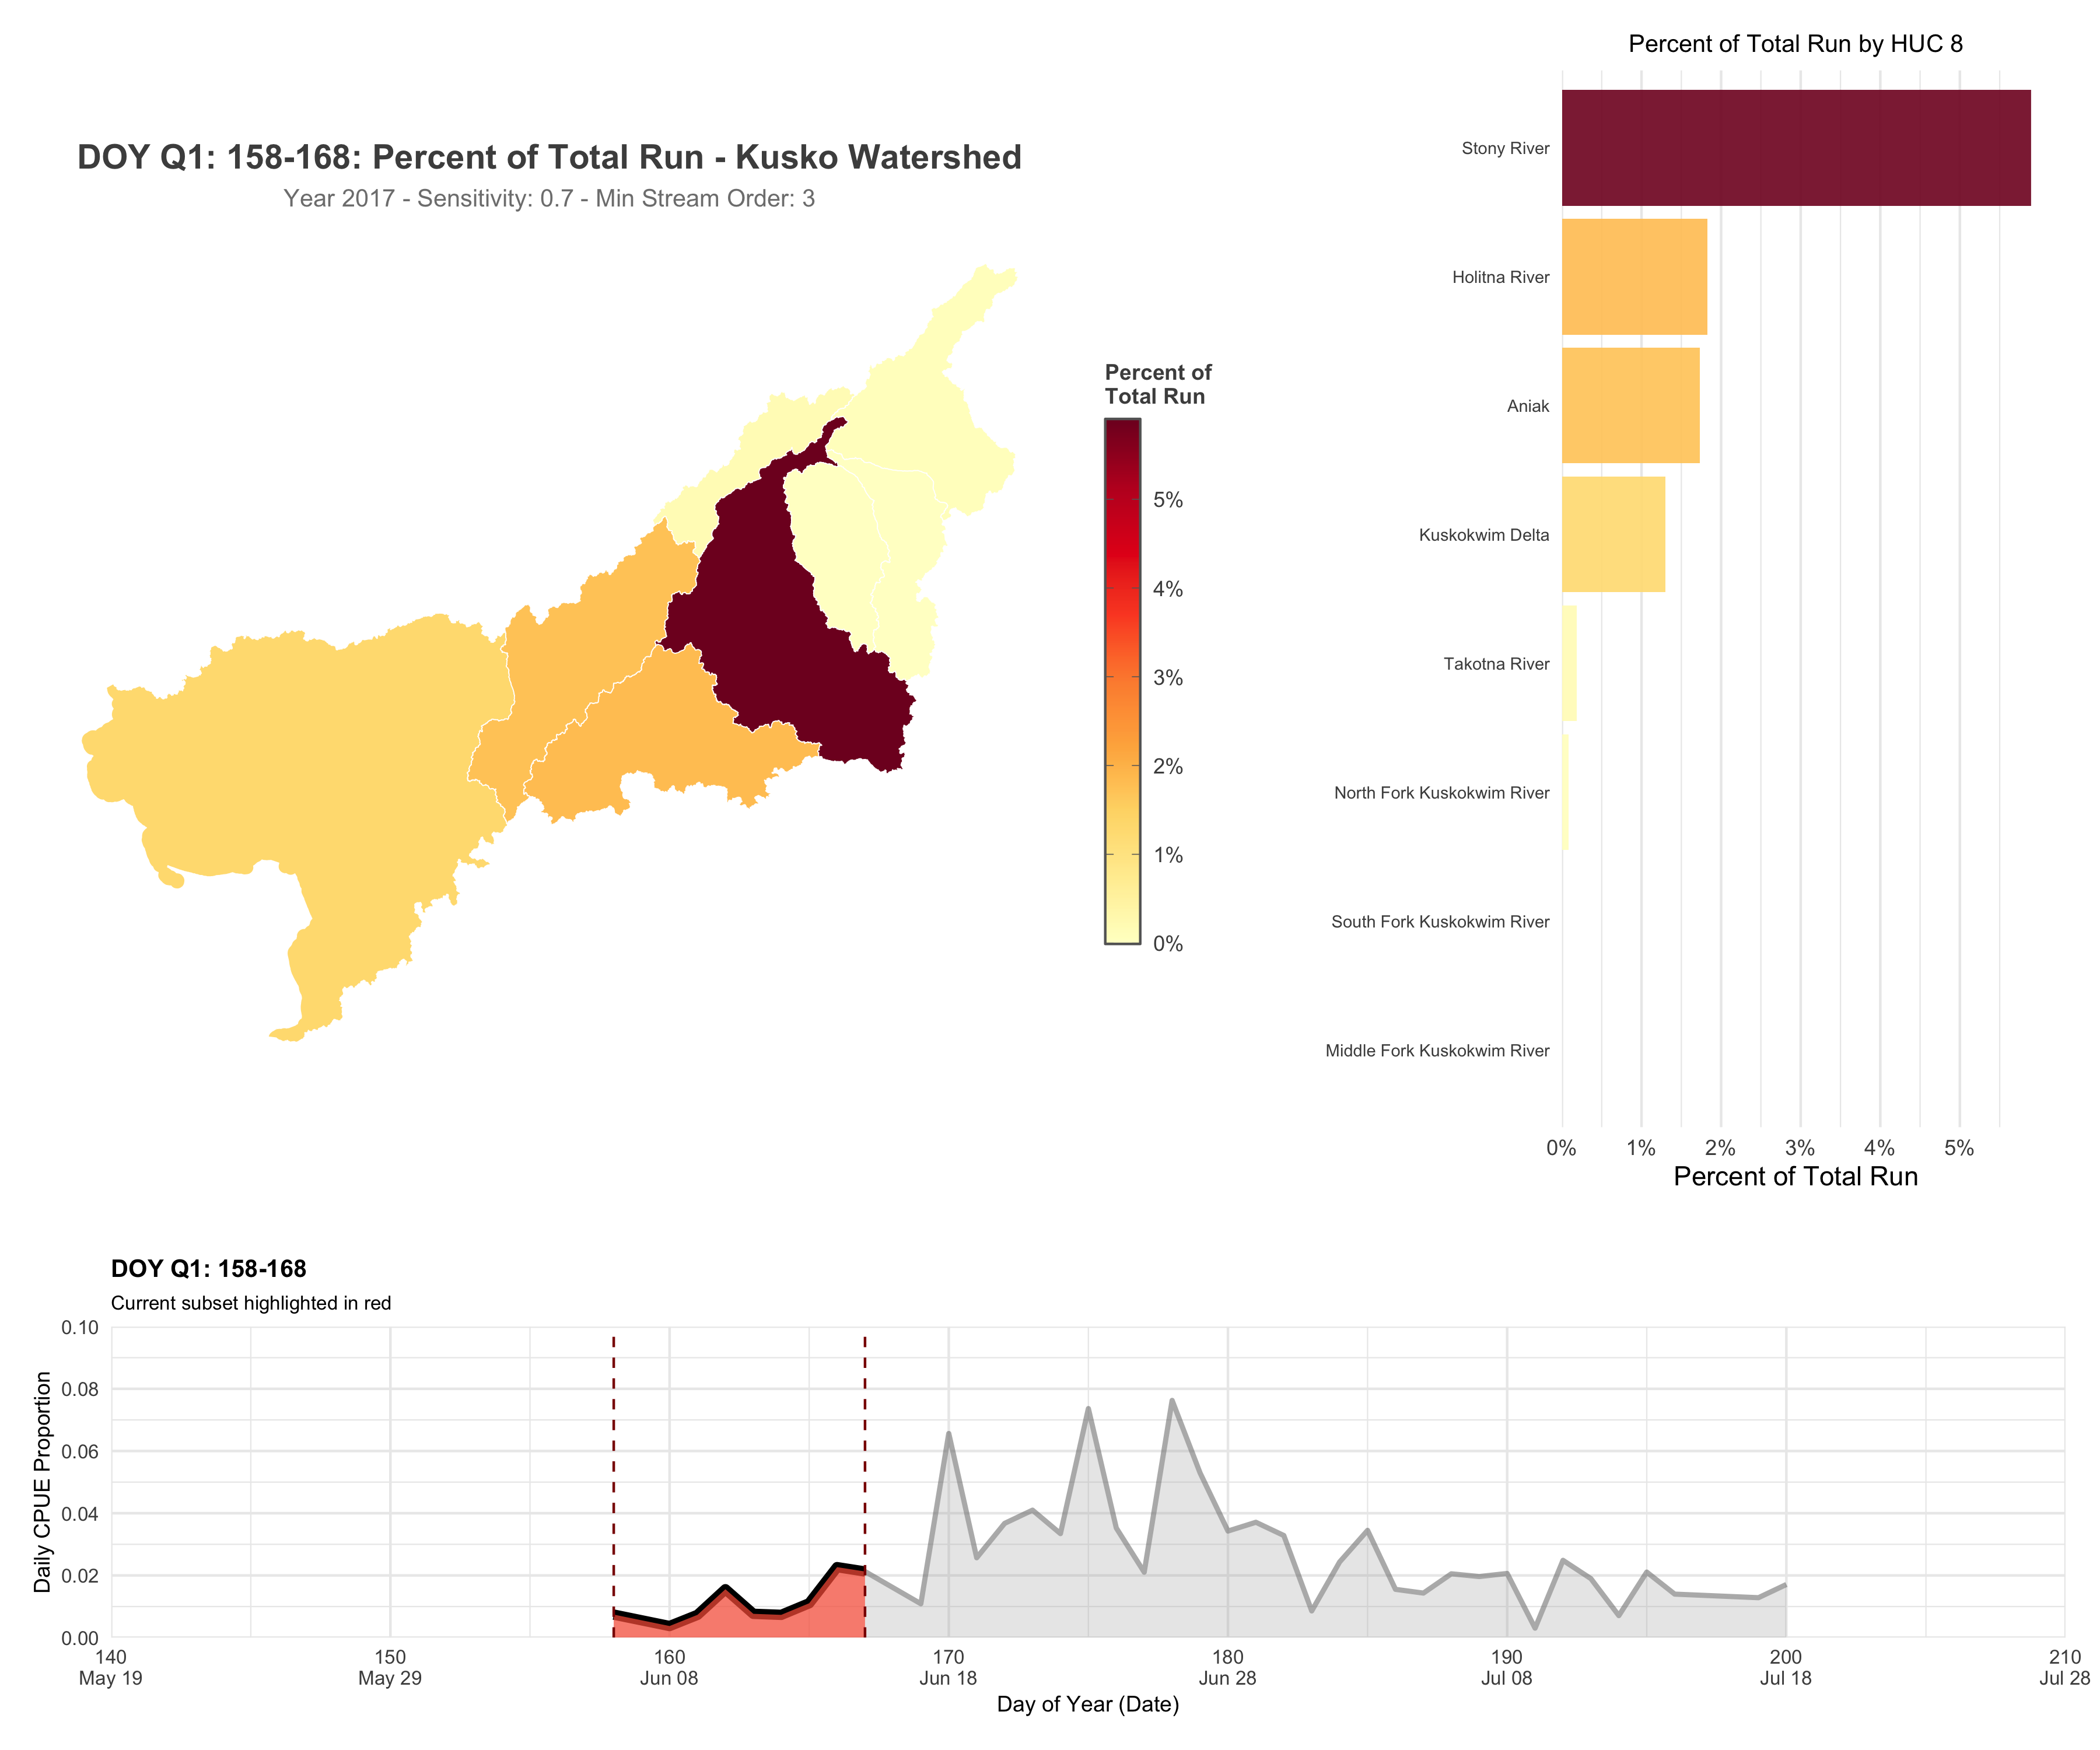 Percent of Total Run by HUC 8
DOY Q1: 158-168: Percent of Total Run - Kusko Watershed
Year 2017 - Sensitivity: 0.7 - Min Stream Order: 3
Percent of
Total Run
5%
4%
3%
2%
1%
0%
Stony River
Holitna River
Aniak
Kuskokwim Delta
Takotna River
North Fork Kuskokwim River
South Fork Kuskokwim River
Middle Fork Kuskokwim River
0% 1% 2% 3% 4% 5%
Percent of Total Run
DOY Q1: 158-168
Current subset highlighted in red
Daily CPUE Proportion
0.10
0.08
0.06
0.04
0.02
0.00
140 150 160 170 180 190 200 210
May 19 May 29 Jun 08 Jun 18 Jun 28 Jul 08 Jul 18 Jul 28
Day of Year (Date)